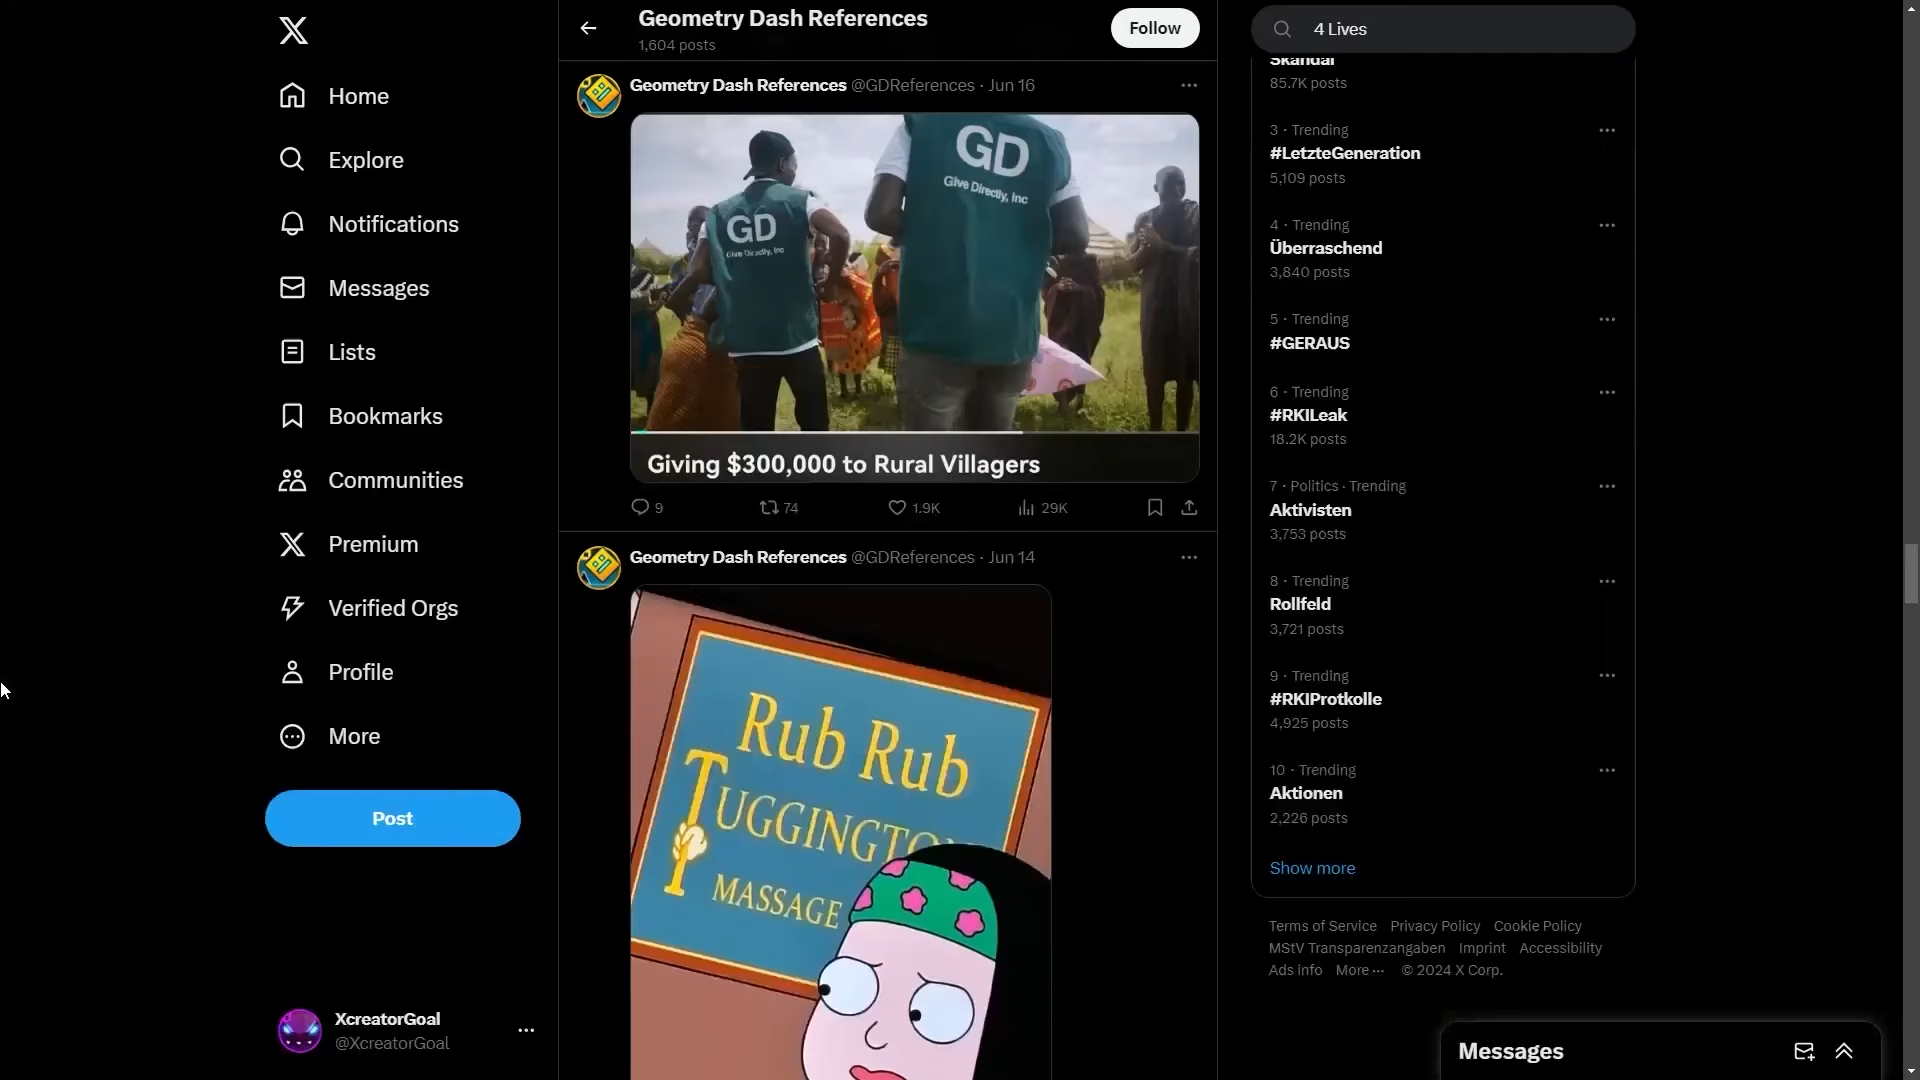 Home
Explore
Notifications
Messages
Lists
Bookmarks
Communities
Premium
Verified Orgs
Profile
More
Post
XcreatorGoal
@XcreatorGoal
Geometry Dash References
1,604 posts
Follow
Geometry Dash References @GDReferences · Jun 16
GD
Give Directly, Inc
GD
Give Directly, Inc
Giving $300,000 to Rural Villagers
9 74 1.9K 29K
Geometry Dash References @GDReferences · Jun 14
Rub Rub
MASSAGE
4 Lives
Skandal
85.7K posts
3 · Trending
#LetzteGeneration
5,109 posts
4 · Trending
Überraschend
3,840 posts
5 · Trending
#GERAUS
6 · Trending
#RKILeak
18.2K posts
7 · Politics · Trending
Aktivisten
3,753 posts
8 · Trending
Rollfeld
3,721 posts
9 · Trending
#RKIProtkolle
4,925 posts
10 · Trending
Aktionen
2,226 posts
Show more
Terms of Service Privacy Policy Cookie Policy
MStV Transparenzangaben Imprint Accessibility
Ads info More ··· © 2024 X Corp.
Messages